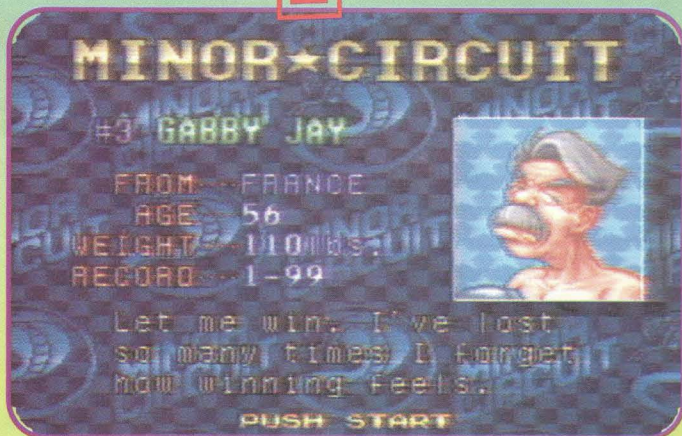 MINOR★CIRCUIT
#3 GABBY JAY
FROM---FRANCE
AGE---56
WEIGHT---110lbs.
RECORD---1-99
Let me win. I've lost
so many times I forget
how winning feels.
PUSH START